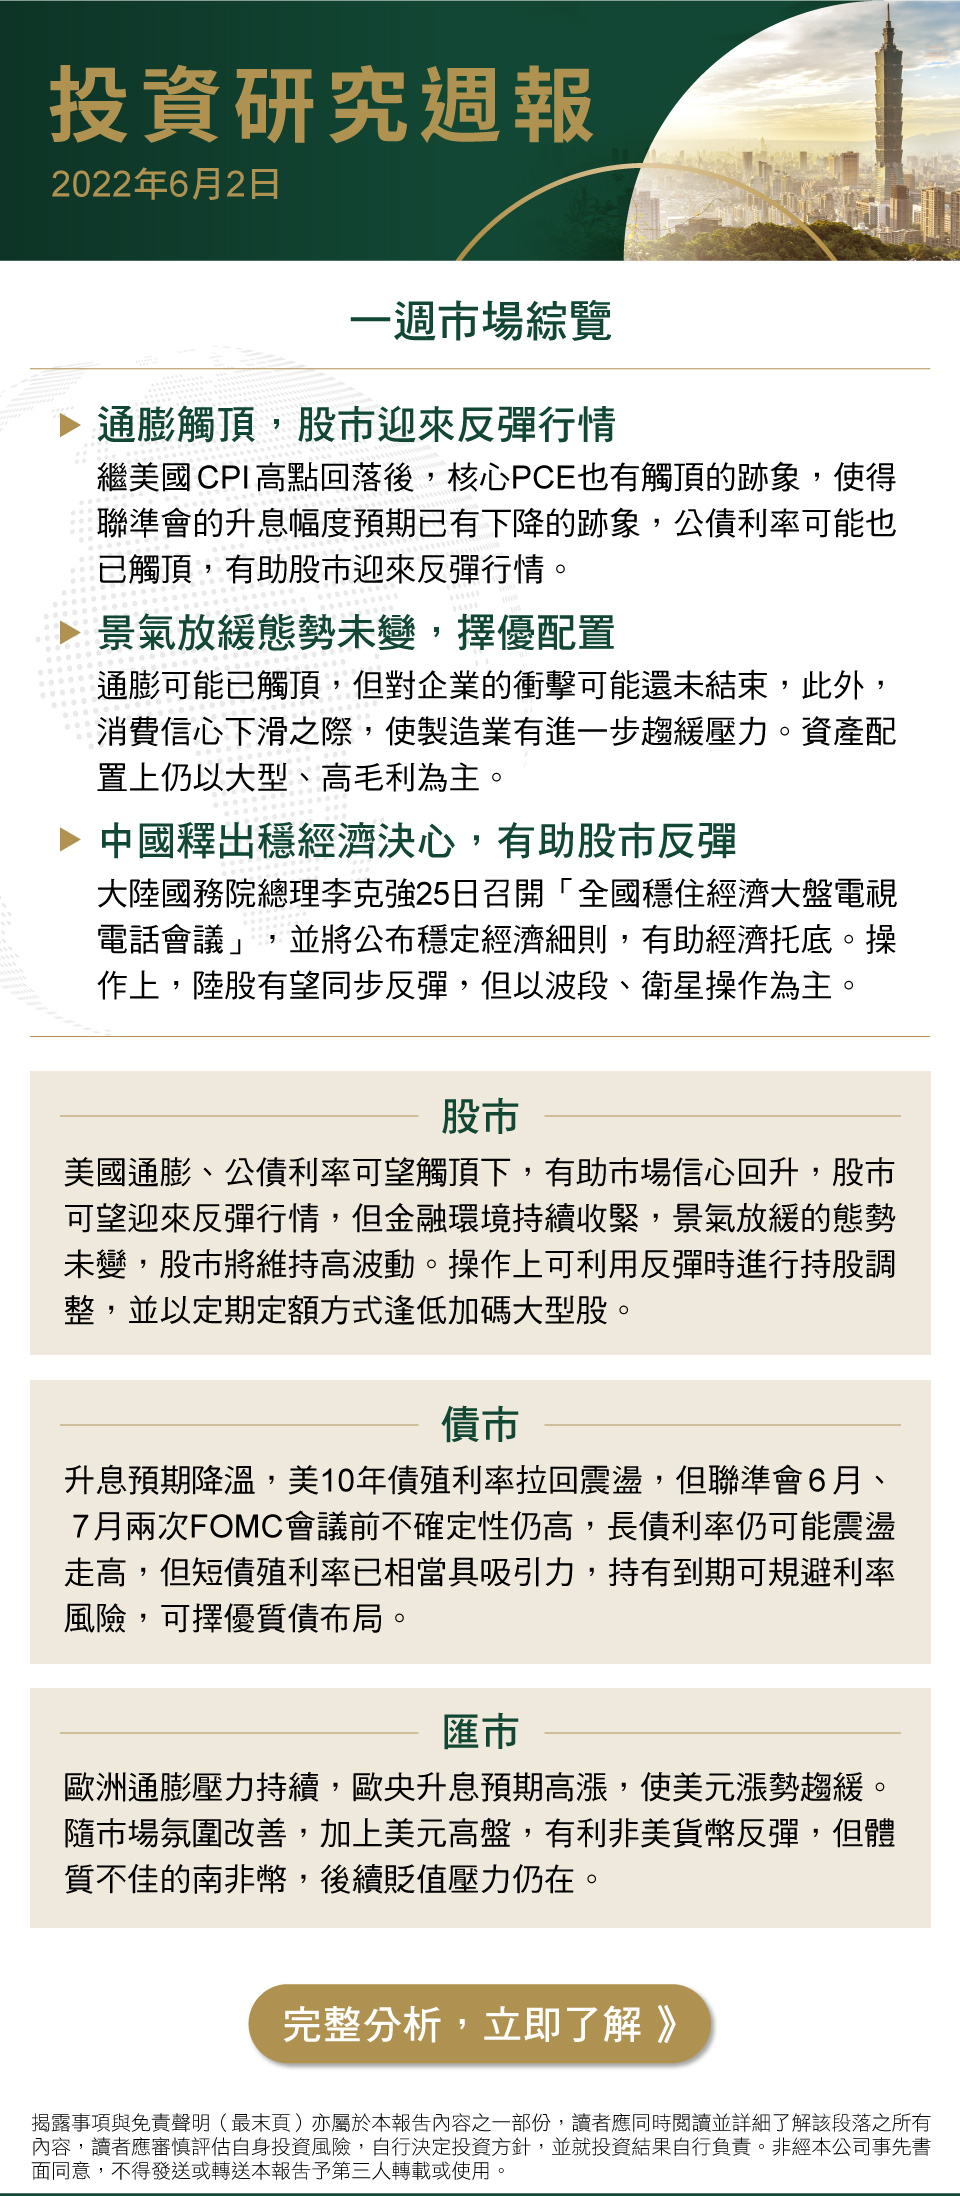 投資研究週報
2022年6月2日
一週市場綜覽
通膨觸頂，股市迎來反彈行情
繼美國CPI高點回落後，核心PCE也有觸頂的跡象，使得
聯準會的升息幅度預期已有下降的跡象，公債利率可能也
已觸頂，有助股市迎來反彈行情。
景氣放緩態勢未變，擇優配置
通膨可能已觸頂，但對企業的衝擊可能還未結束，此外，
消費信心下滑之際，使製造業有進一步趨緩壓力。資產配
置上仍以大型、高毛利為主。
中國釋出穩經濟決心，有助股市反彈
大陸國務院總理李克強25日召開「全國穩住經濟大盤電視
電話會議」，並將公布穩定經濟細則，有助經濟托底。操
作上，陸股有望同步反彈，但以波段、衛星操作為主。
股市
美國通膨、公債利率可望觸頂下，有助市場信心回升，股市
可望迎來反彈行情，但金融環境持續收緊，景氣放緩的態勢
未變，股市將維持高波動。操作上可利用反彈時進行持股調
整，並以定期定額方式逢低加碼大型股。
債市
升息預期降溫，美10年債殖利率拉回震盪，但聯準會6月、
7月兩次FOMC會議前不確定性仍高，長債利率仍可能震盪
走高，但短債殖利率已相當具吸引力，持有到期可規避利率
風險，可擇優質債布局。
匯市
歐洲通膨壓力持續，歐央升息預期高漲，使美元漲勢趨緩。
隨市場氛圍改善，加上美元高盤，有利非美貨幣反彈，但體
質不佳的南非幣，後續貶值壓力仍在。
完整分析，立即了解 》
揭露事項與免責聲明（最末頁）亦屬於本報告內容之一部份，讀者應同時閱讀並詳細了解該段落之所有
內容，讀者應審慎評估自身投資風險，自行決定投資方針，並就投資結果自行負責。非經本公司事先書
面同意，不得發送或轉送本報告予第三人轉載或使用。